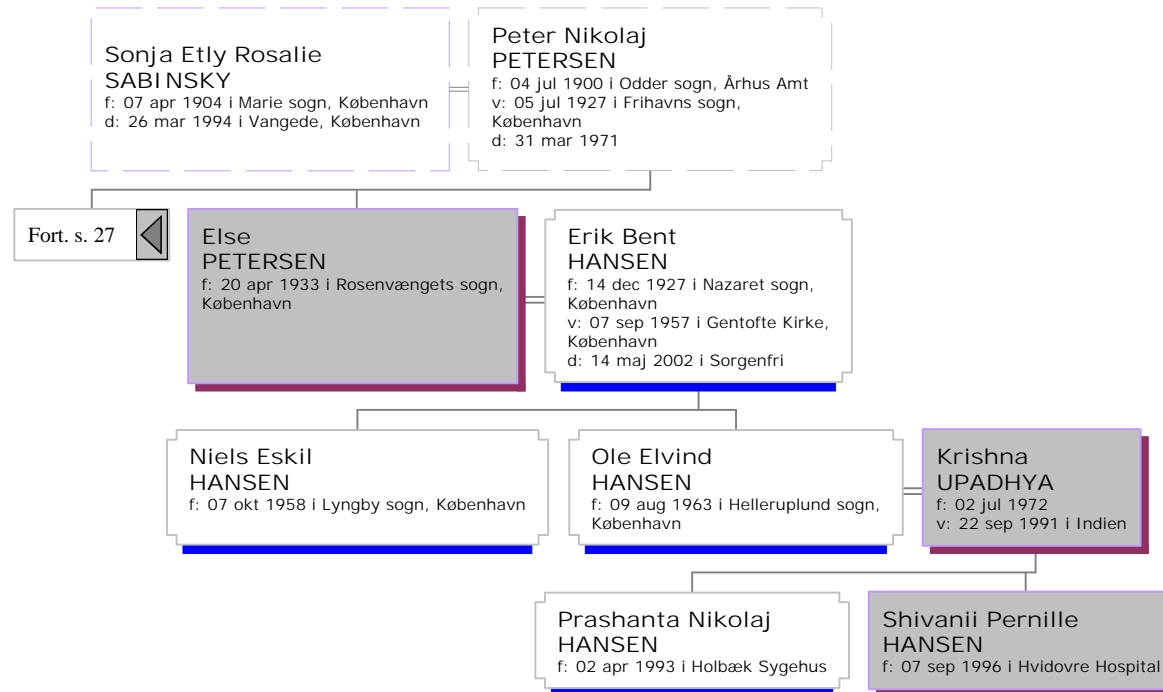 Sonja Etly Rosalie
SABINSKY
f: 07 apr 1904 i Marie sogn, København
d: 26 mar 1994 i Vangede, København
Peter Nikolaj
PETERSEN
f: 04 jul 1900 i Odder sogn, Århus Amt
v: 05 jul 1927 i Frihavns sogn,
København
d: 31 mar 1971
Fort. s. 27
Else
PETERSEN
f: 20 apr 1933 i Rosenvængets sogn,
København
Erik Bent
HANSEN
f: 14 dec 1927 i Nazaret sogn,
København
v: 07 sep 1957 i Gentofte Kirke,
København
d: 14 maj 2002 i Sorgenfri
Niels Eskil
HANSEN
f: 07 okt 1958 i Lyngby sogn, København
Ole Elvind
HANSEN
f: 09 aug 1963 i Helleruplund sogn,
København
Krishna
UPADHYA
f: 02 jul 1972
v: 22 sep 1991 i Indien
Prashanta Nikolaj
HANSEN
f: 02 apr 1993 i Holbæk Sygehus
Shivanii Pernille
HANSEN
f: 07 sep 1996 i Hvidovre Hospital